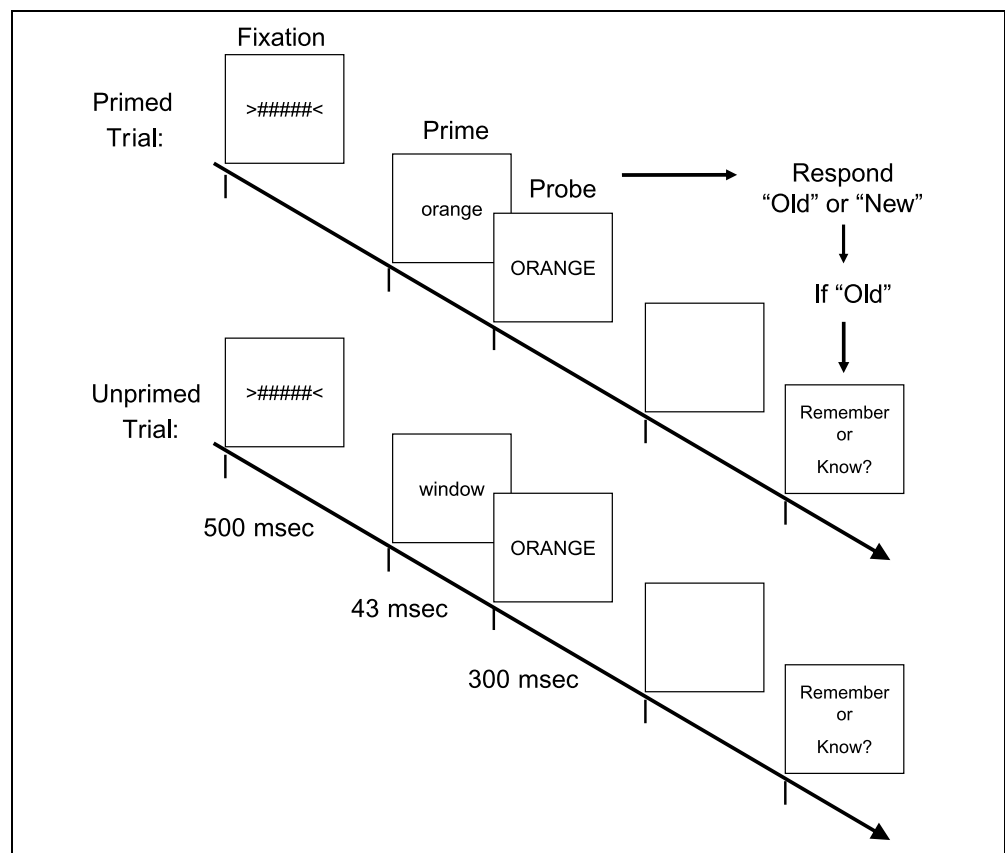 Fixation
Primed
Trial:
>#####<
Prime
orange
Probe
ORANGE
Respond
“Old” or “New”
If “Old”
Remember
or
Know?
Unprimed
Trial:
>#####<
window
ORANGE
Remember
or
Know?
500 msec
43 msec
300 msec